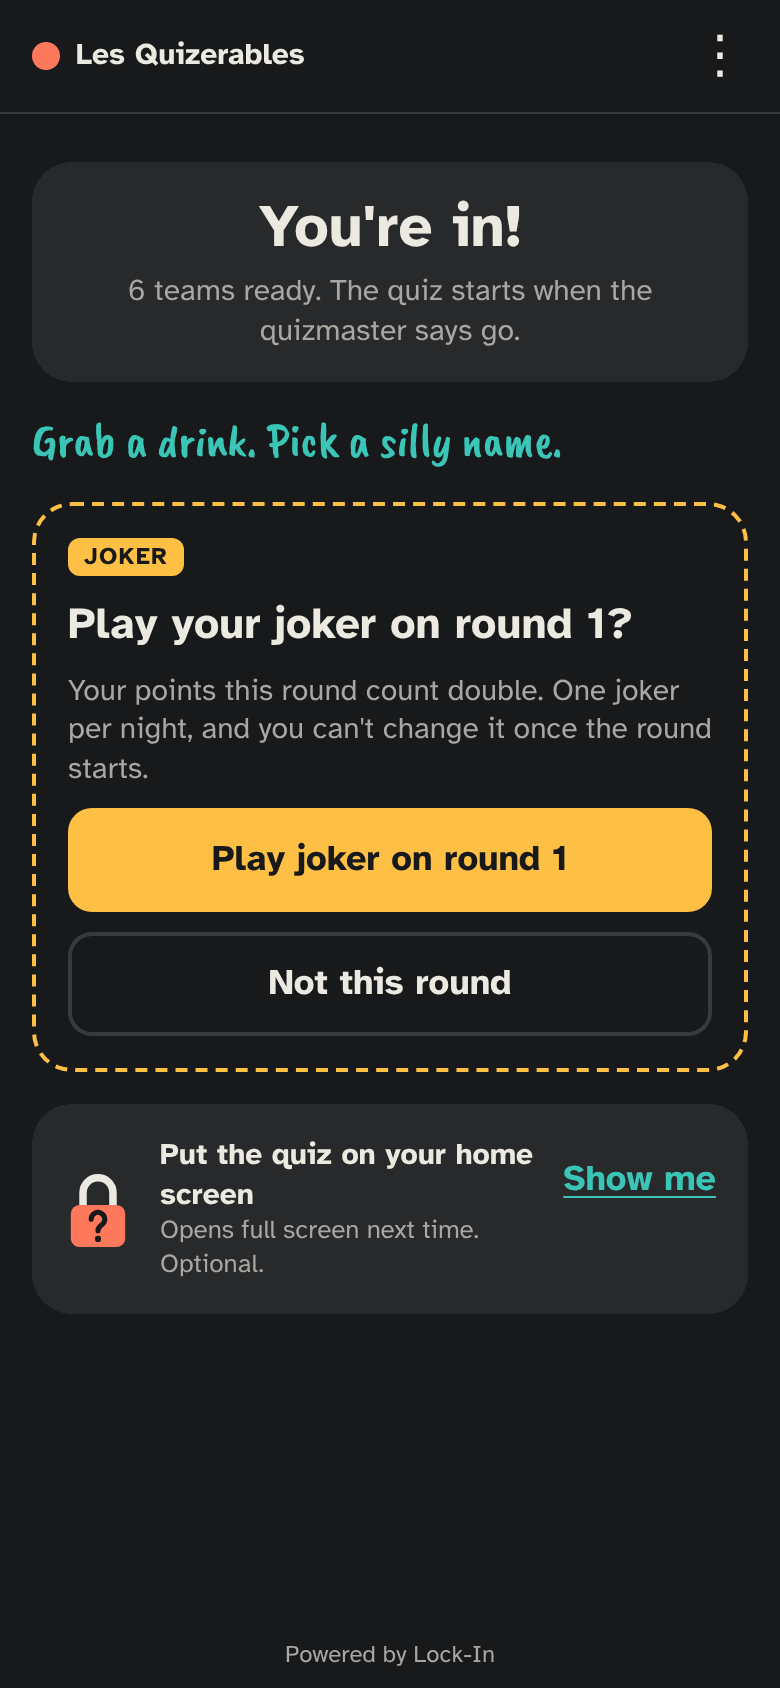 Les Quizerables
You're in!
6 teams ready. The quiz starts when the
quizmaster says go.
Grab a drink. Pick a silly name.
JOKER
Play your joker on round 1?
Your points this round count double. One joker
per night, and you can't change it once the round
starts.
Play joker on round 1
Not this round
Put the quiz on your home
screen
Show me
Opens full screen next time.
Optional.
?
Powered by Lock-In